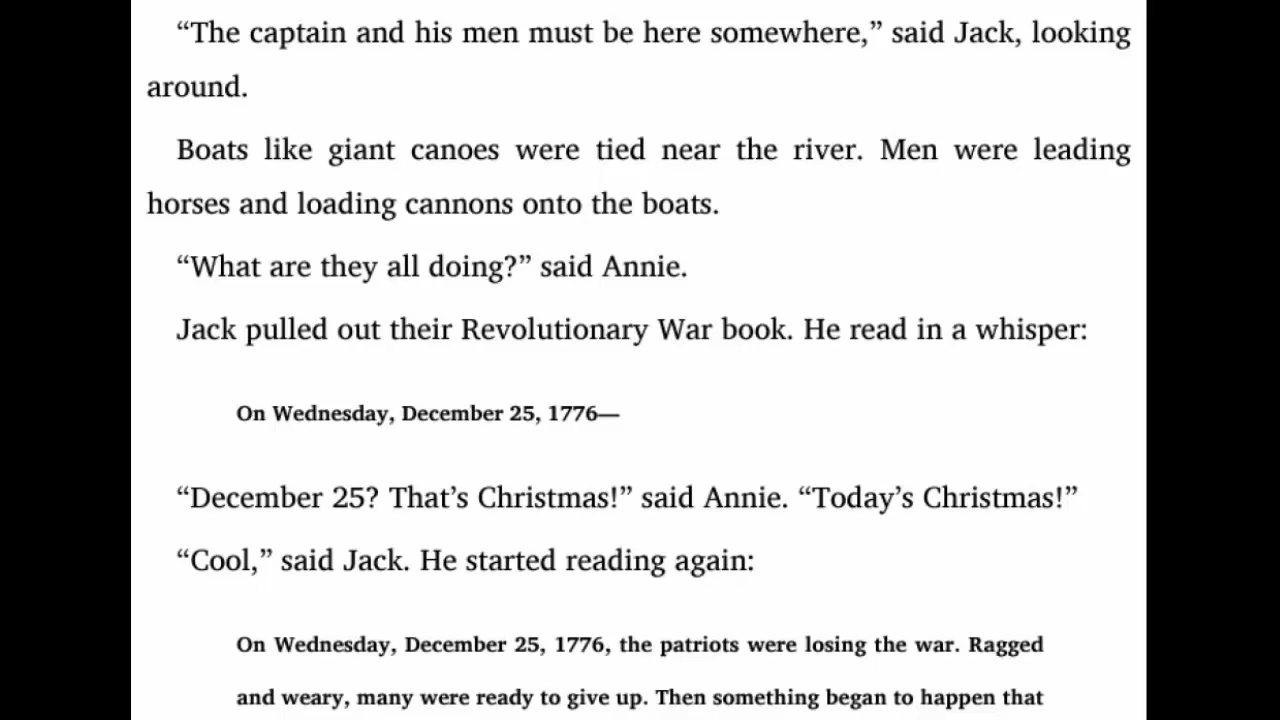 “The captain and his men must be here somewhere,” said Jack, looking
around.
Boats like giant canoes were tied near the river. Men were leading
horses and loading cannons onto the boats.
“What are they all doing?” said Annie.
Jack pulled out their Revolutionary War book. He read in a whisper:
On Wednesday, December 25, 1776—
“December 25? That’s Christmas!” said Annie. “Today’s Christmas!”
“Cool,” said Jack. He started reading again:
On Wednesday, December 25, 1776, the patriots were losing the war. Ragged
and weary, many were ready to give up. Then something began to happen that